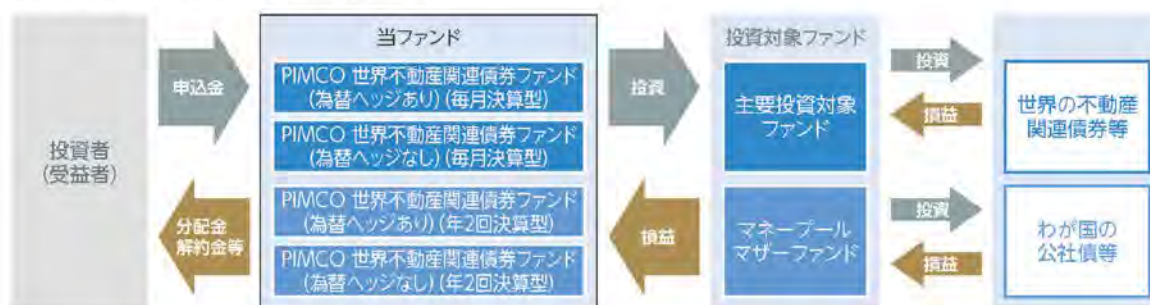 投資者
(受益者)
申込金
分配金
解約金等
当ファンド
PIMCO 世界不動産関連債券ファンド
(為替ヘッジあり)(毎月決算型)
PIMCO 世界不動産関連債券ファンド
(為替ヘッジなし)(毎月決算型)
PIMCO 世界不動産関連債券ファンド
(為替ヘッジあり)(年2回決算型)
PIMCO 世界不動産関連債券ファンド
(為替ヘッジなし)(年2回決算型)
投資
損益
投資対象ファンド
主要投資対象
ファンド
マネープール
マザーファンド
投資
損益
投資
損益
世界の不動産
関連債券等
わが国の
公社債等